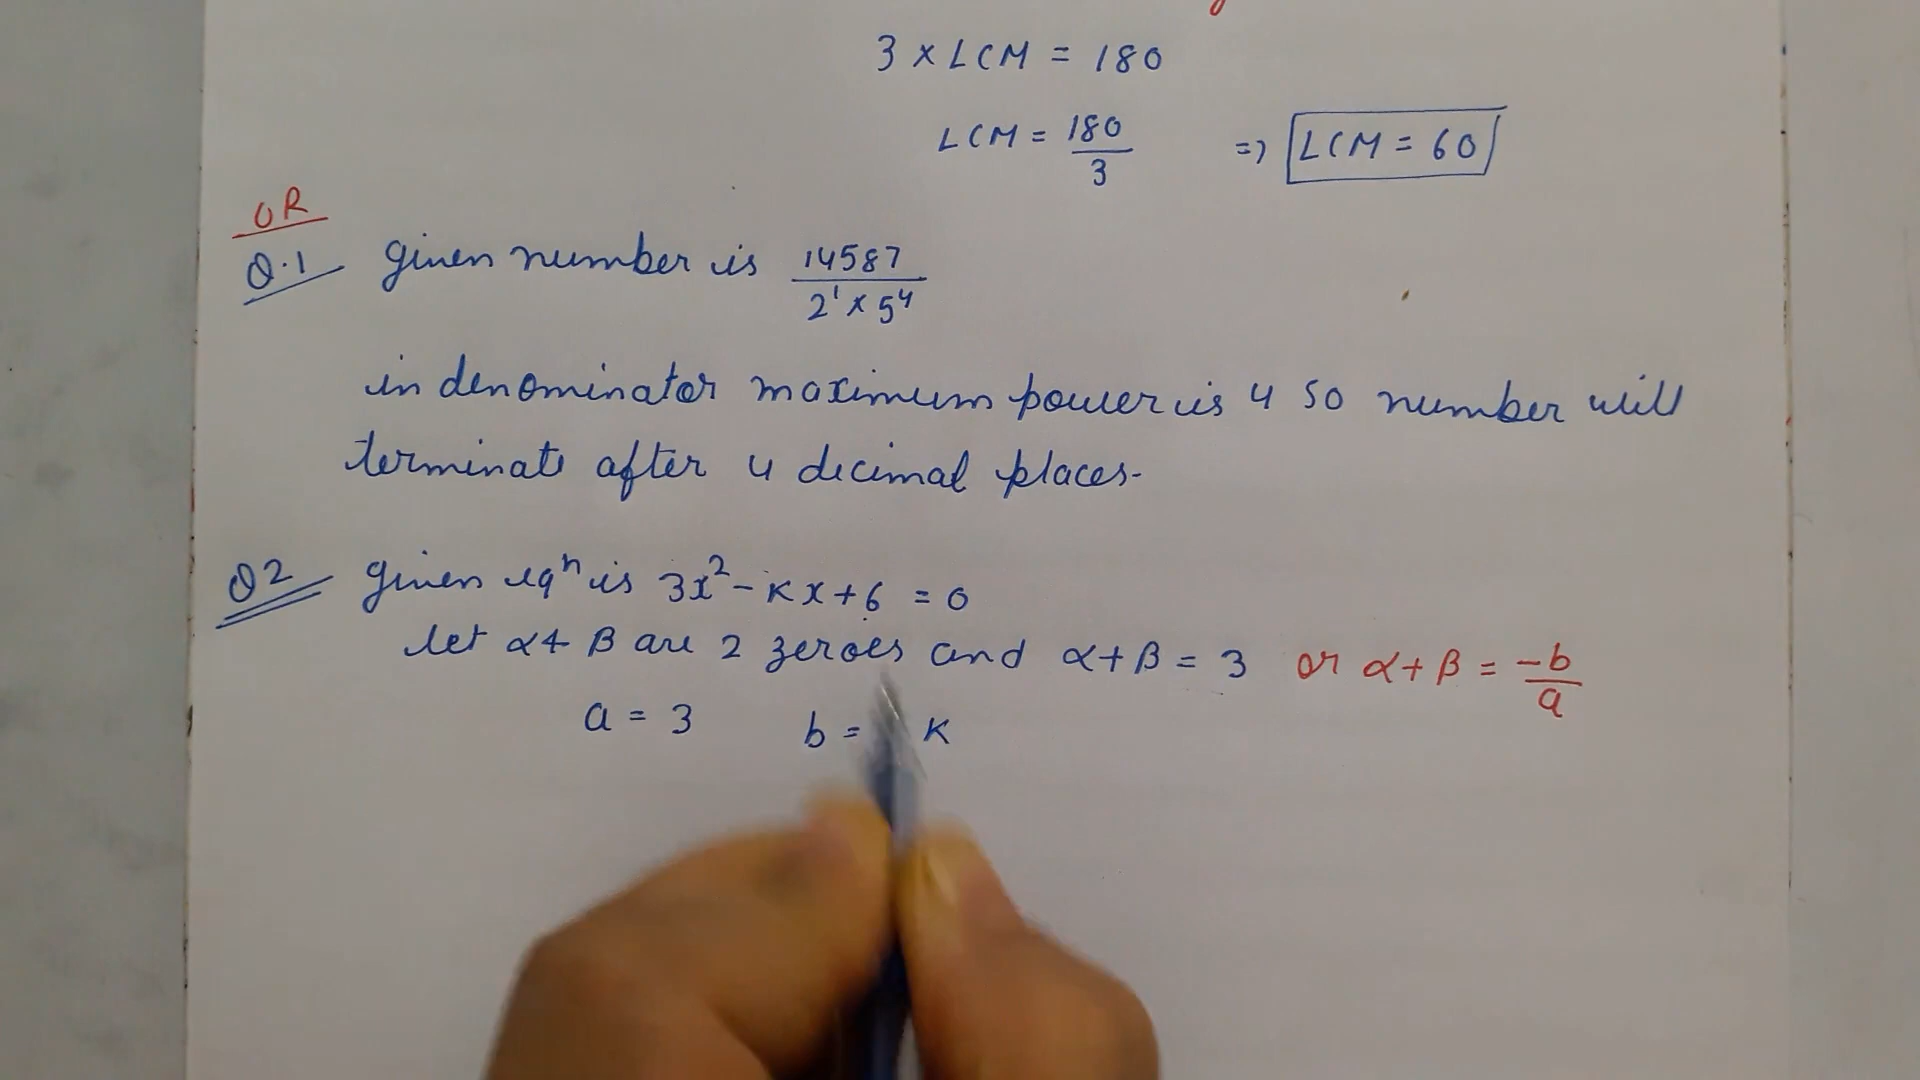 3 × LCM = 180
LCM = 180/3 => LCM = 60
OR
Q.1 Given number is 14587/2¹ × 5⁴
in denominator maximum power is 4 so number will
terminate after 4 decimal places.
Q2 Given eqⁿ is 3x² - kx + 6 = 0
let α & β are 2 zeroes and α + β = 3 or α + β = -b/a
a = 3 b = K